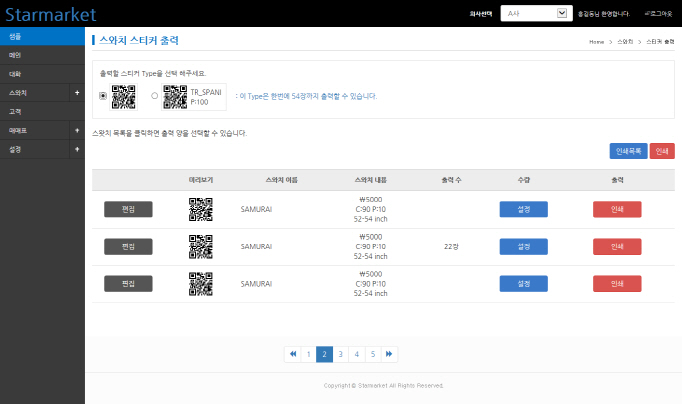 Starmarket
회사선택
A사
홍길동님 환영합니다.
로그아웃
샘플
메인
대학
스와치 +
고객
매매표 +
설정 +
스와치 스티커 출력
Home > 스와치 > 스티커 출력
출력할 스티커 Type을 선택 해주세요.
TR_SPANI
P:100
: 이 Type은 한번에 54장까지 출력할 수 있습니다.
스왓치 목록을 클릭하면 출력 양을 선택할 수 있습니다.
인쇄목록 인쇄
미리보기 스와치 이름 스와치 내용 출력 수 수량 출력
편집 SAMURAI ₩5000 C:90 P:10 52-54 inch 설정 인쇄
편집 SAMURAI ₩5000 C:90 P:10 52-54 inch 22장 설정 인쇄
편집 SAMURAI ₩5000 C:90 P:10 52-54 inch 설정 인쇄
1 2 3 4 5
Copyright © Starmarket All Rights Reserved.